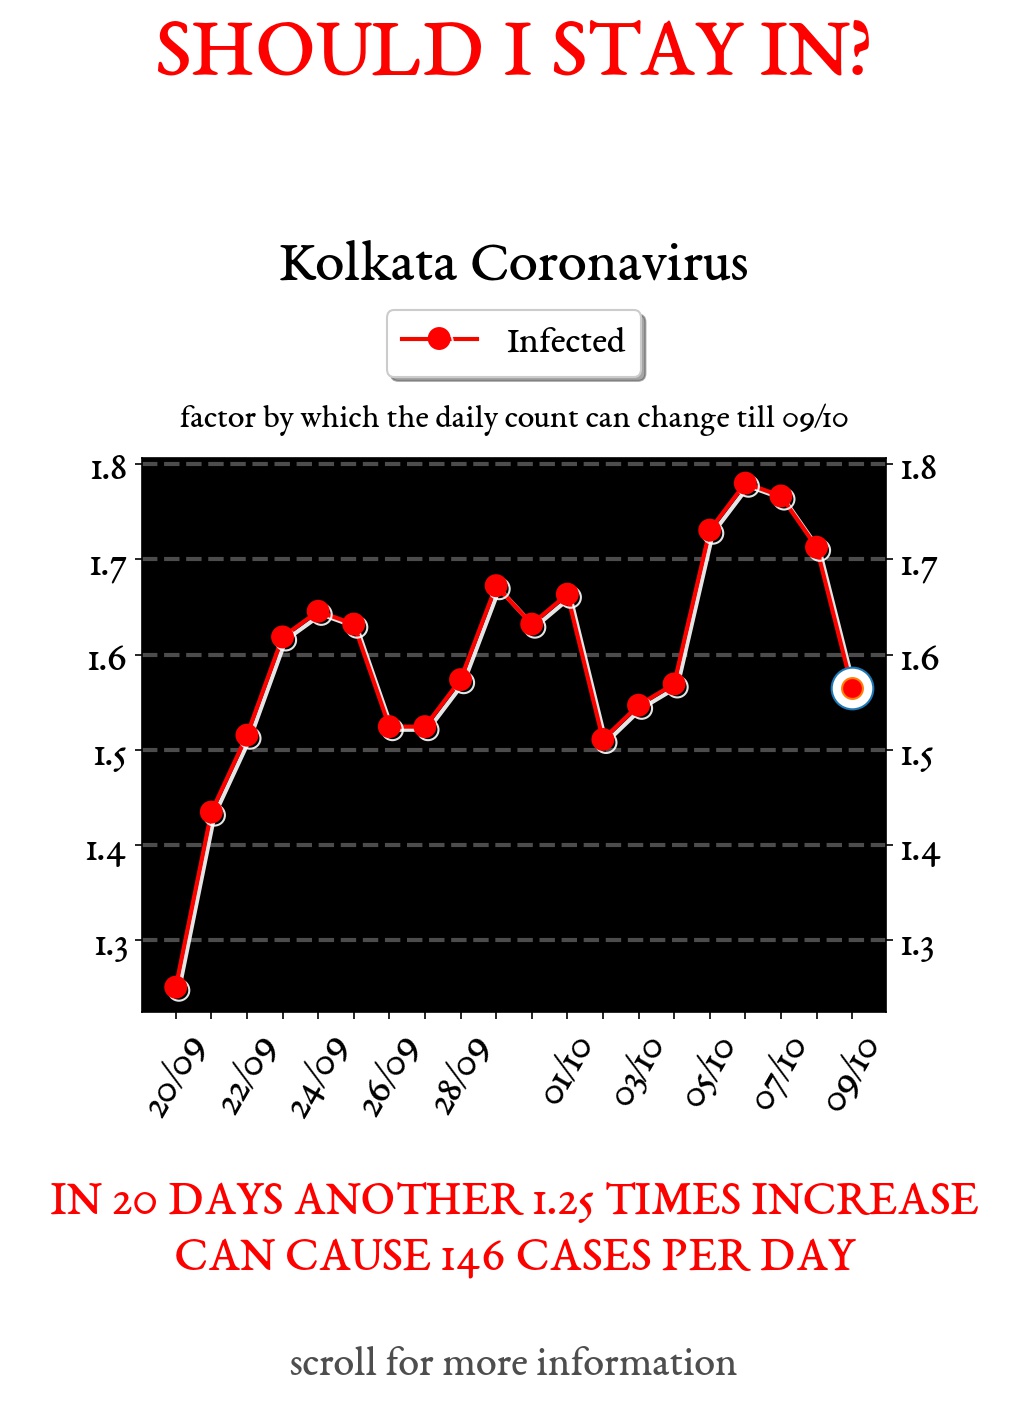 SHOULD I STAY IN?
Kolkata Coronavirus
Infected
factor by which the daily count can change till 09/10
1.8 1.8
1.7 1.7
1.6 1.6
1.5 1.5
1.4 1.4
1.3 1.3
20/09 22/09 24/09 26/09 28/09 01/10 03/10 05/10 07/10 09/10
IN 20 DAYS ANOTHER 1.25 TIMES INCREASE
CAN CAUSE 146 CASES PER DAY
scroll for more information